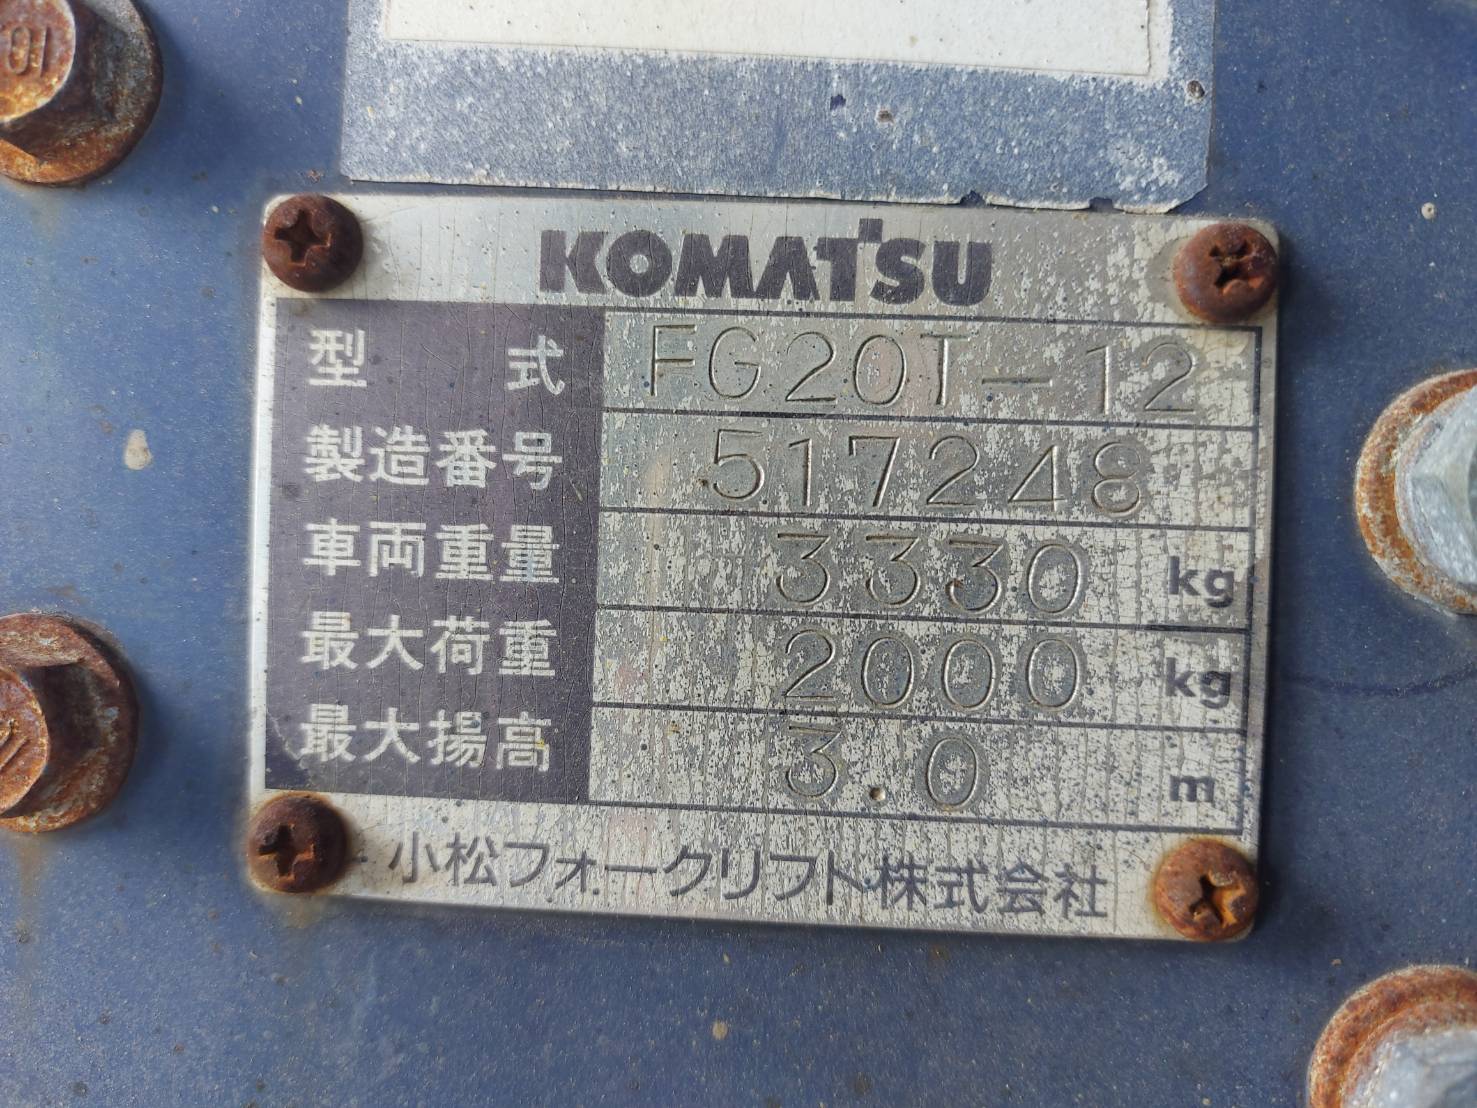 KOMATSU
型式 FG20T-12
製造番号 517248
車両重量 3330 kg
最大荷重 2000 kg
最大揚高 3.0 m
小松フォークリフト株式会社